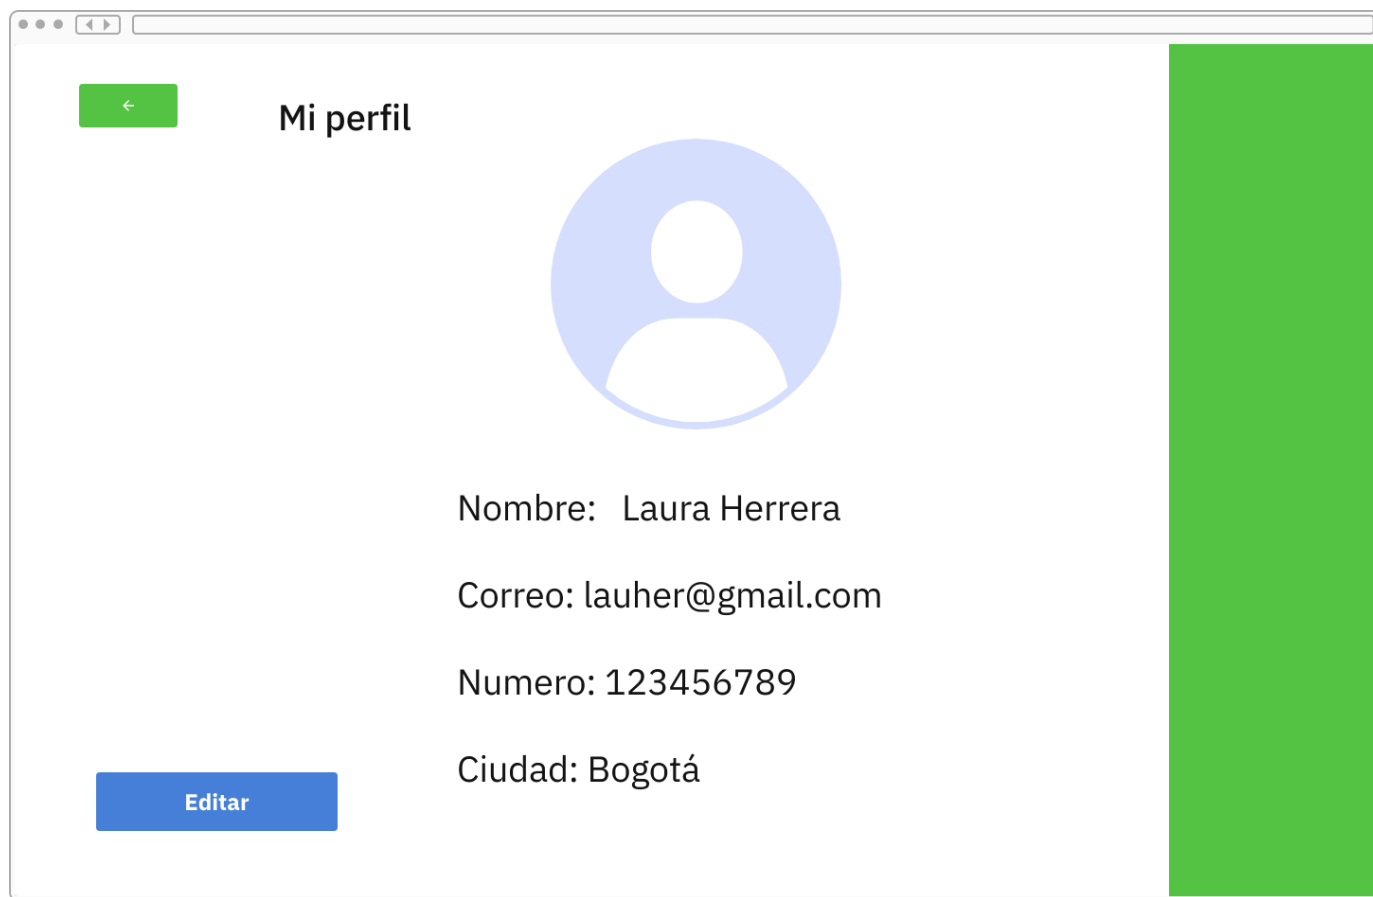 Mi perfil
Nombre: Laura Herrera
Correo: lauher@gmail.com
Numero: 123456789
Ciudad: Bogotá
Editar